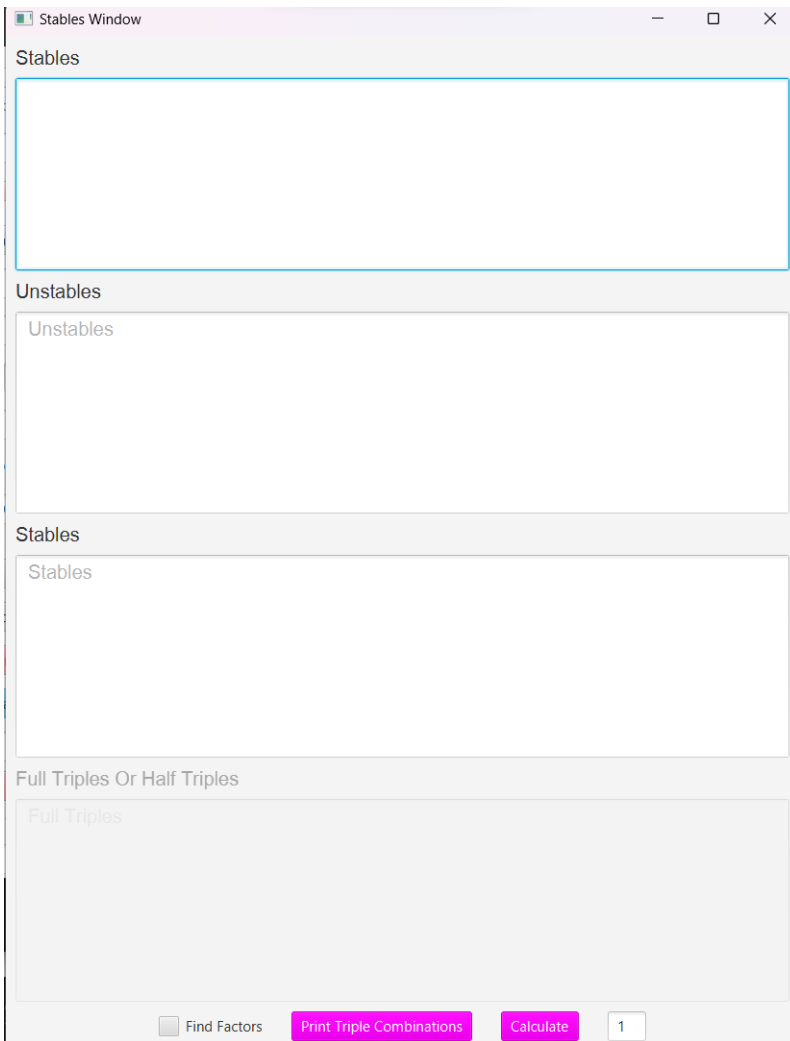 Stables Window
Stables
Unstables
Unstables
Stables
Stables
Full Triples Or Half Triples
Full Triples
Find Factors Print Triple Combinations Calculate 1